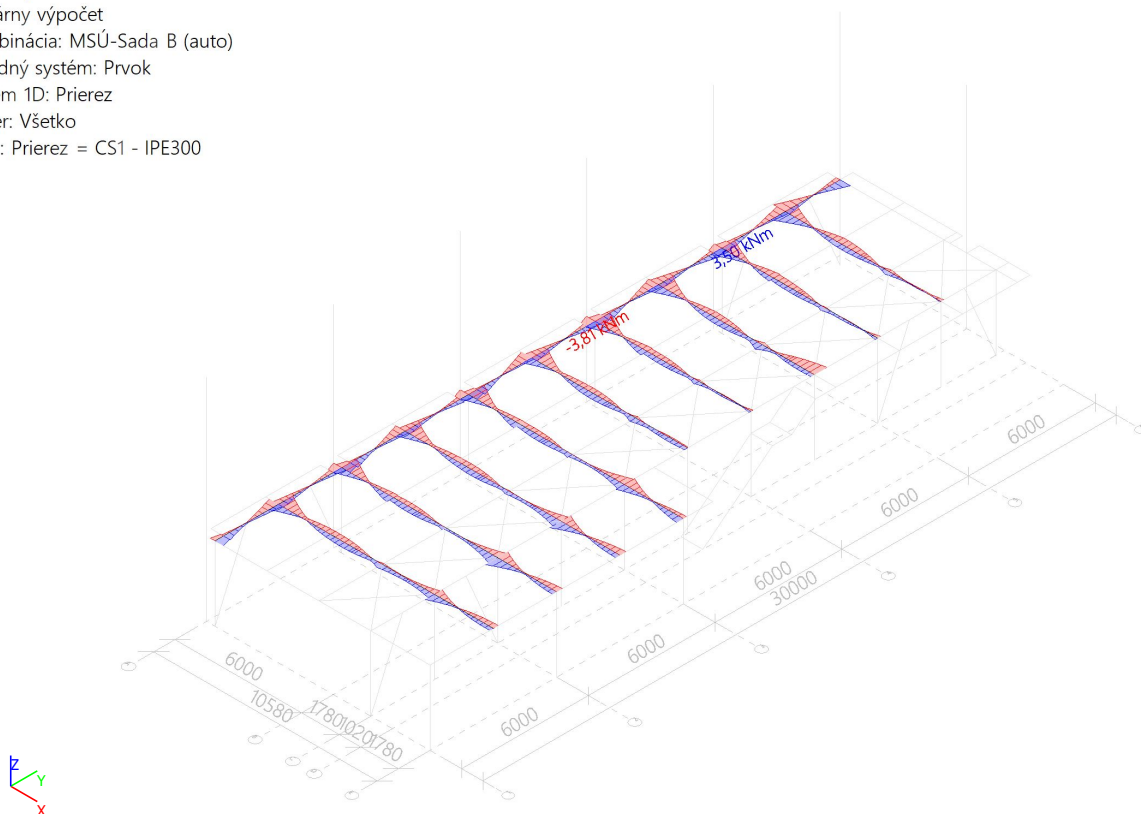 árny výpočet
binácia: MSÚ-Sada B (auto)
dný systém: Prvok
m 1D: Prierez
er: Všetko
: Prierez = CS1 - IPE300
3,50 kNm
-3,81 kNm
6000
6000
6000
30000
6000
6000
6000
10580
1780
1020
1780
Z
Y
X